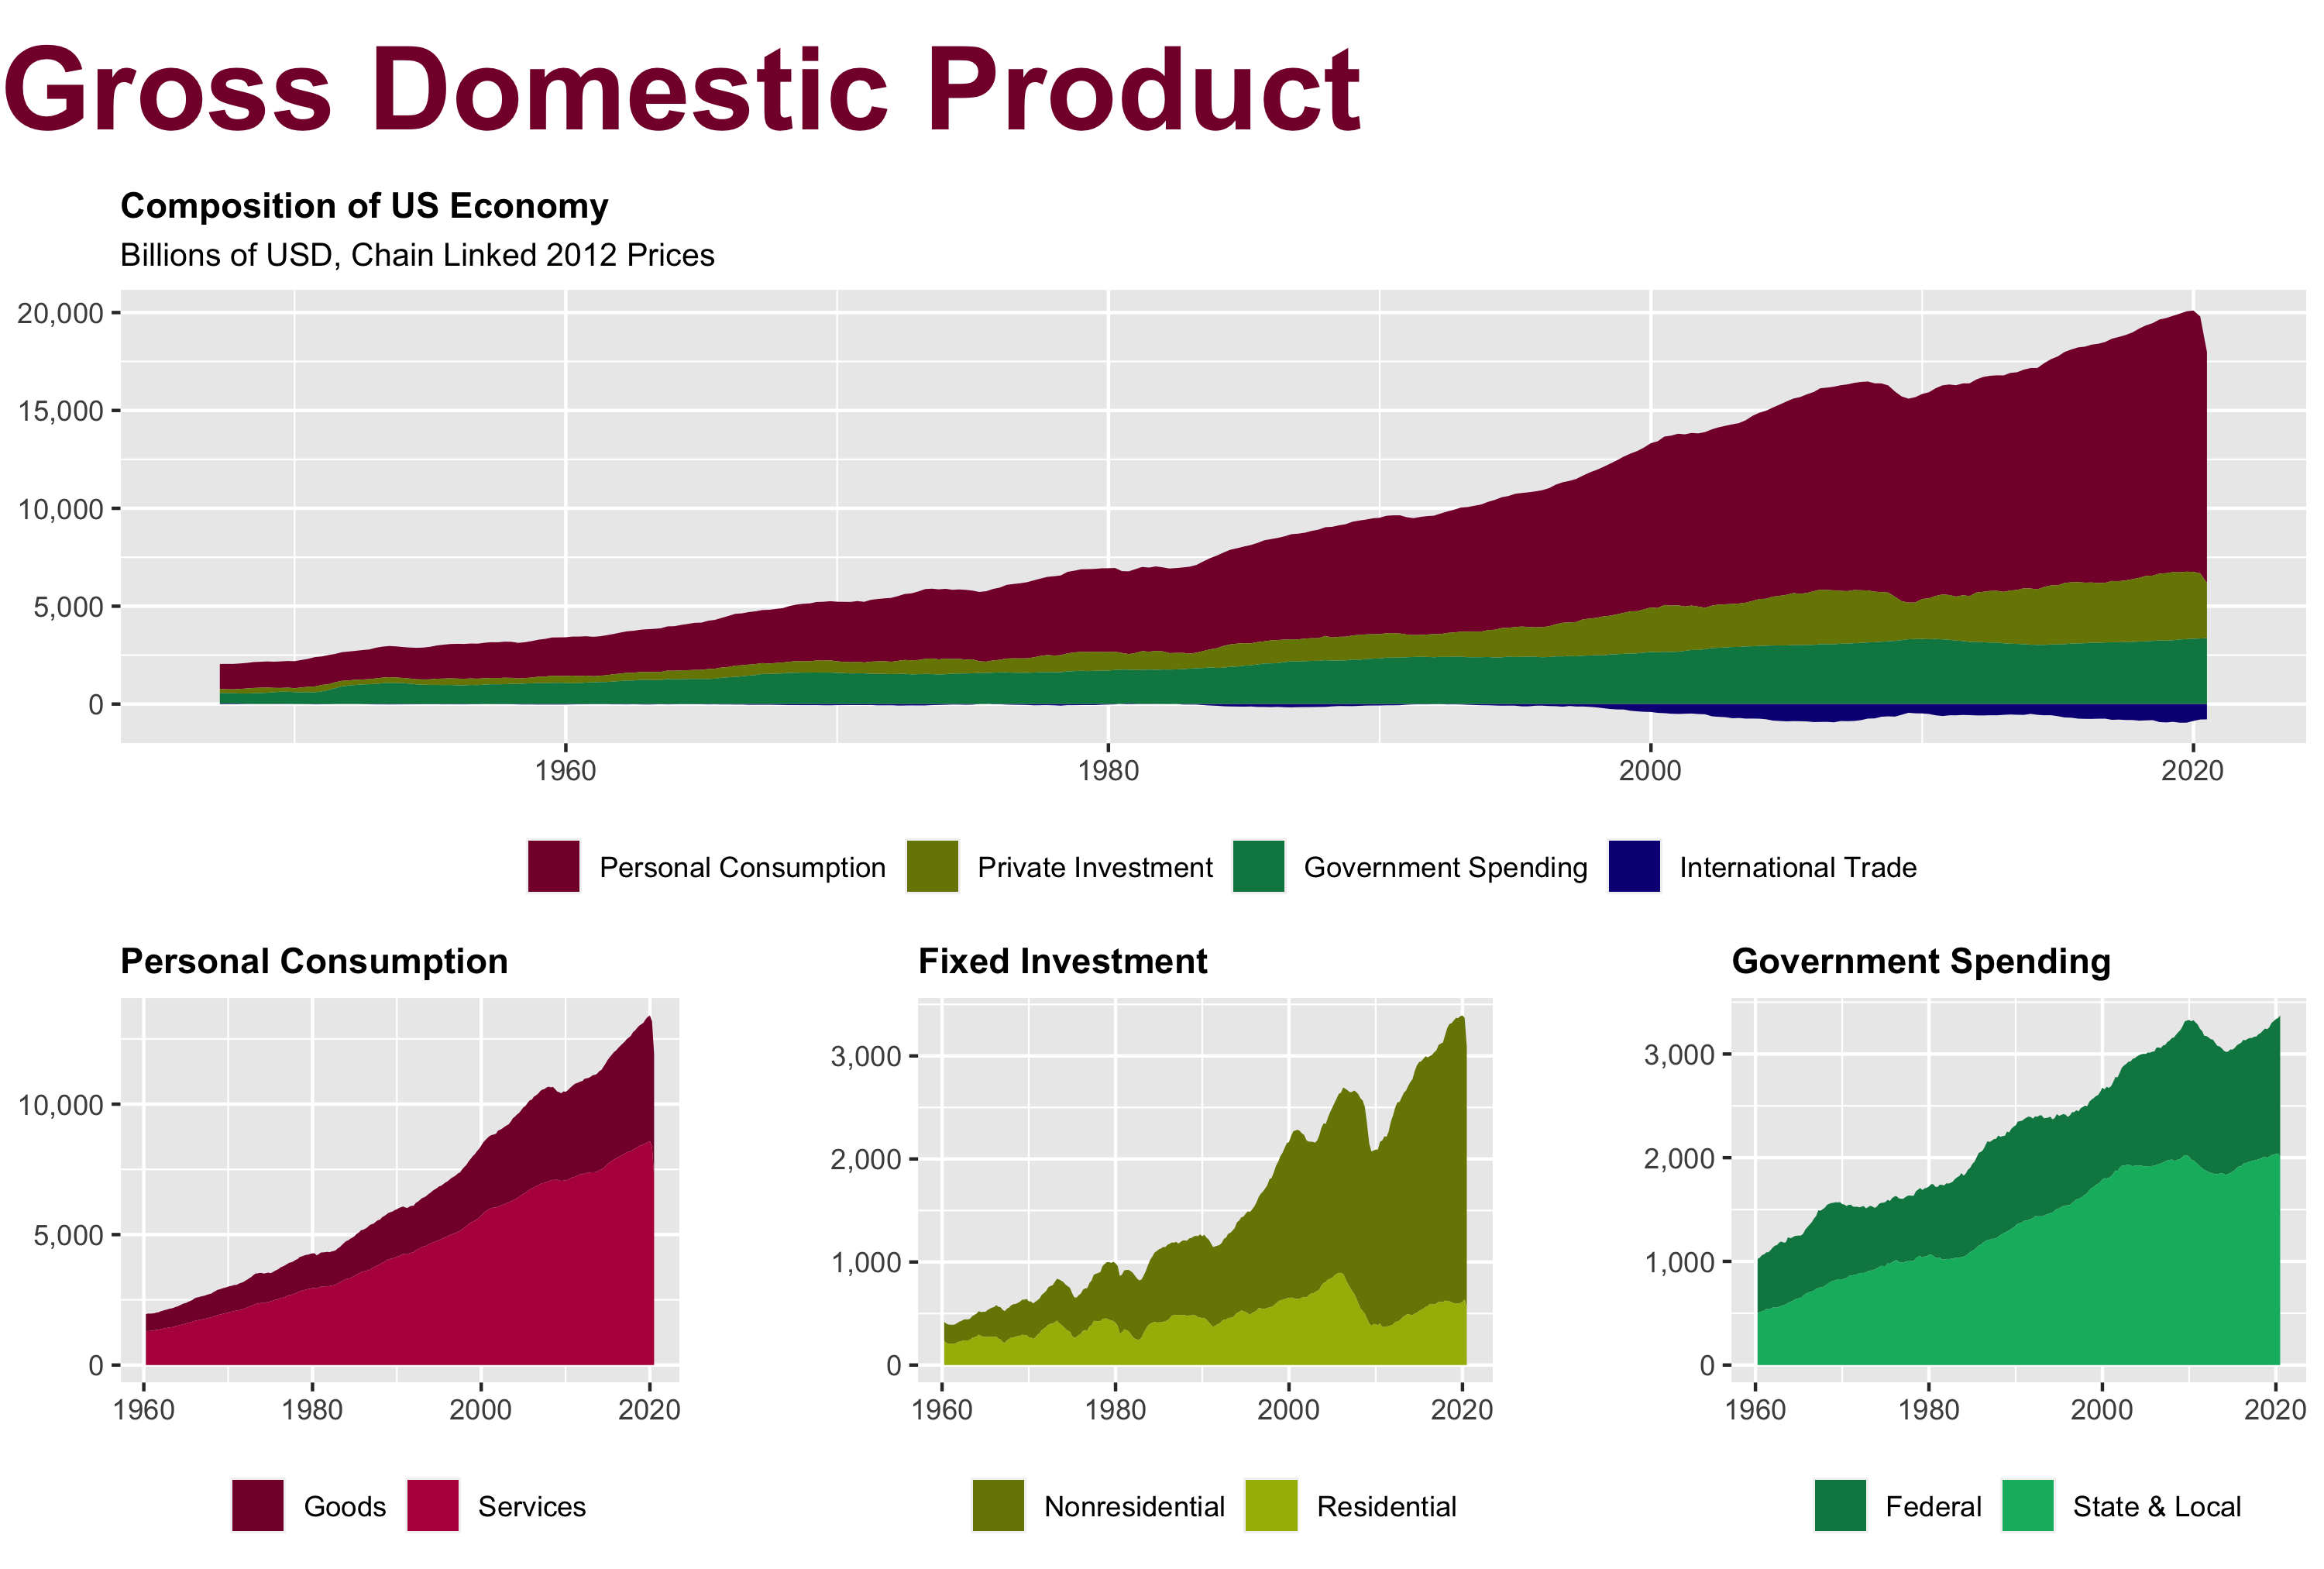 Gross Domestic Product
Composition of US Economy
Billions of USD, Chain Linked 2012 Prices
20,000
15,000
10,000
5,000
0
1960 1980 2000 2020
Personal Consumption Private Investment Government Spending International Trade
Personal Consumption
10,000
5,000
0
1960 1980 2000 2020
Goods Services
Fixed Investment
3,000
2,000
1,000
0
1960 1980 2000 2020
Nonresidential Residential
Government Spending
3,000
2,000
1,000
0
1960 1980 2000 2020
Federal State & Local